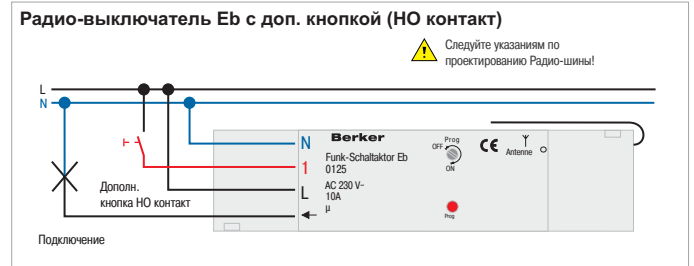 Радио-выключатель Eb с доп. кнопкой (НО контакт)
Следуйте указаниям по
проектированию Радио-шины!
L
N
N
1
L
Berker
Funk-Schaltaktor Eb
0125
AC 230 V~
10A
µ
Prog
OFF
ON
Prog
CE
Antenne
Дополн.
кнопка НО контакт
Подключение